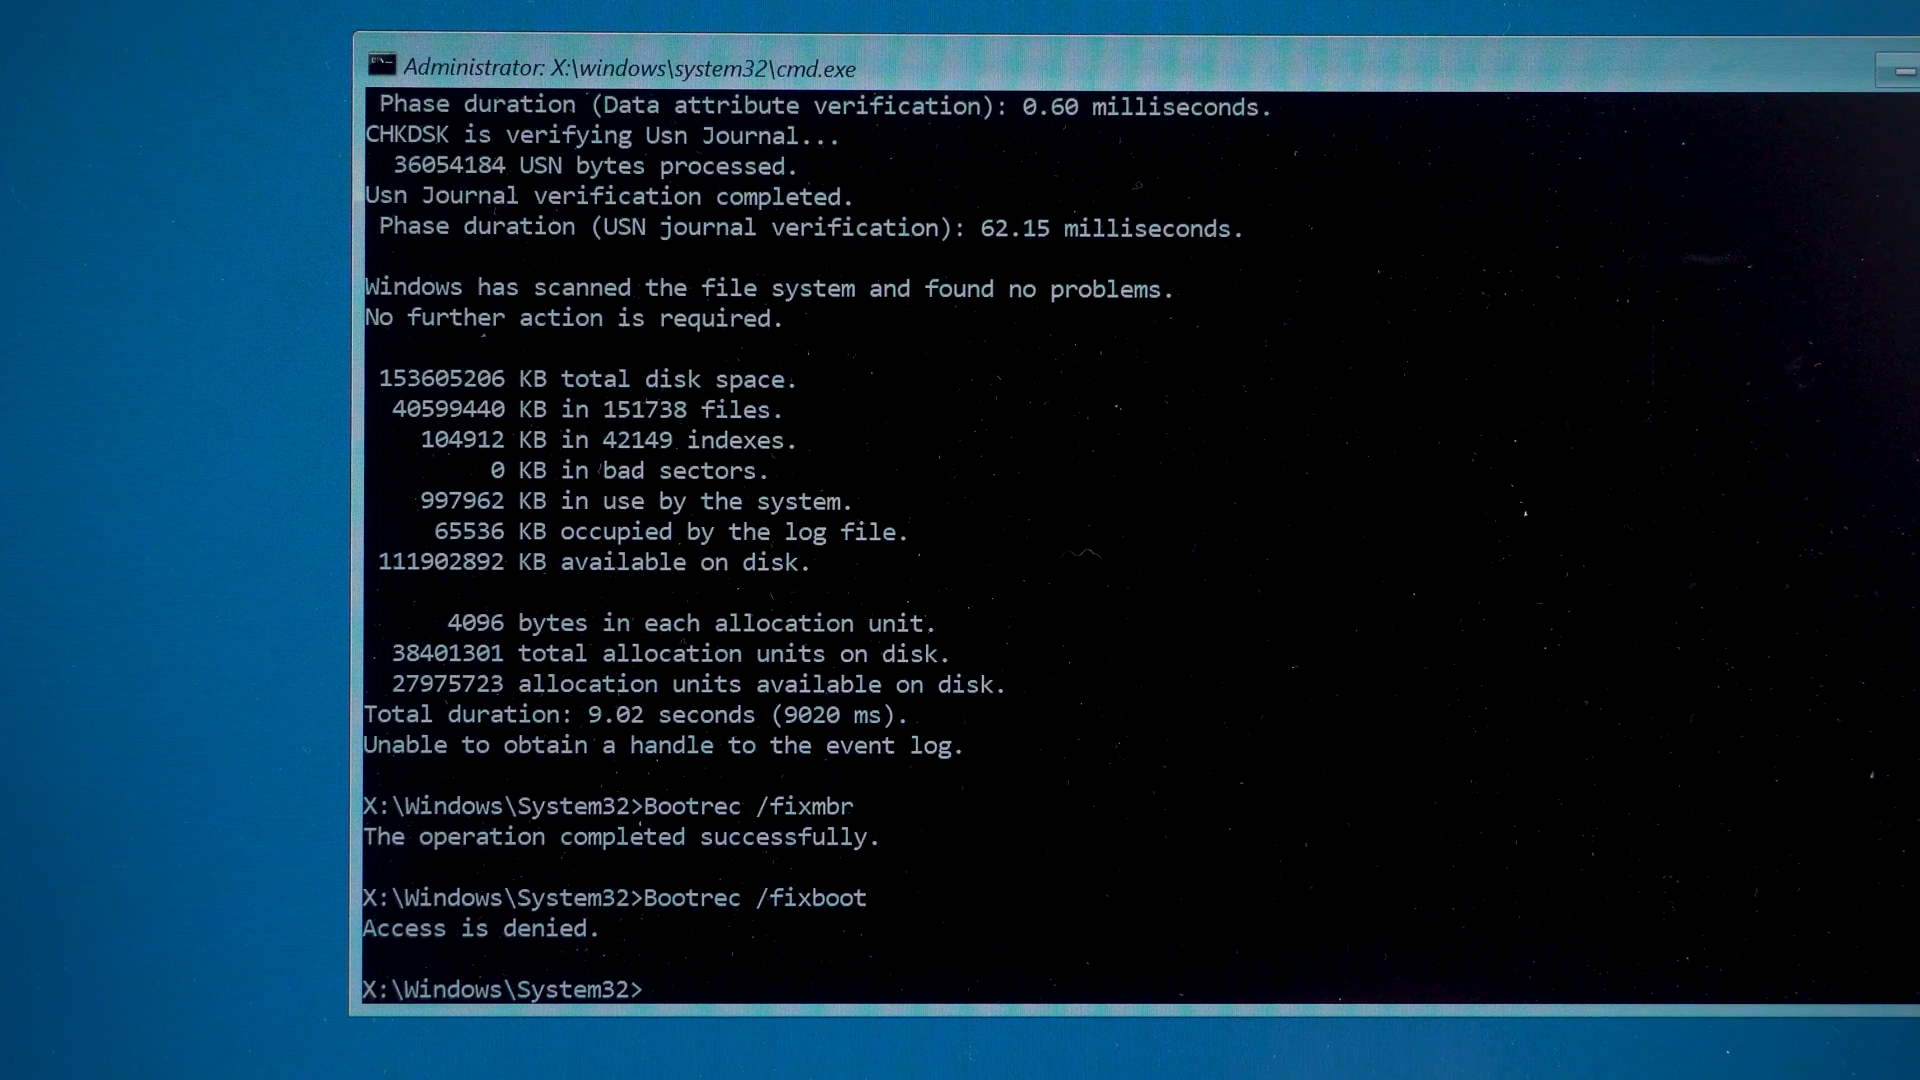 Administrator: X:\windows\system32\cmd.exe
Phase duration (Data attribute verification): 0.60 milliseconds.
CHKDSK is verifying Usn Journal...
36054184 USN bytes processed.
Usn Journal verification completed.
Phase duration (USN journal verification): 62.15 milliseconds.
Windows has scanned the file system and found no problems.
No further action is required.
153605206 KB total disk space.
40599440 KB in 151738 files.
104912 KB in 42149 indexes.
0 KB in bad sectors.
997962 KB in use by the system.
65536 KB occupied by the log file.
111902892 KB available on disk.
4096 bytes in each allocation unit.
38401301 total allocation units on disk.
27975723 allocation units available on disk.
Total duration: 9.02 seconds (9020 ms).
Unable to obtain a handle to the event log.
X:\Windows\System32>Bootrec /fixmbr
The operation completed successfully.
X:\Windows\System32>Bootrec /fixboot
Access is denied.
X:\Windows\System32>